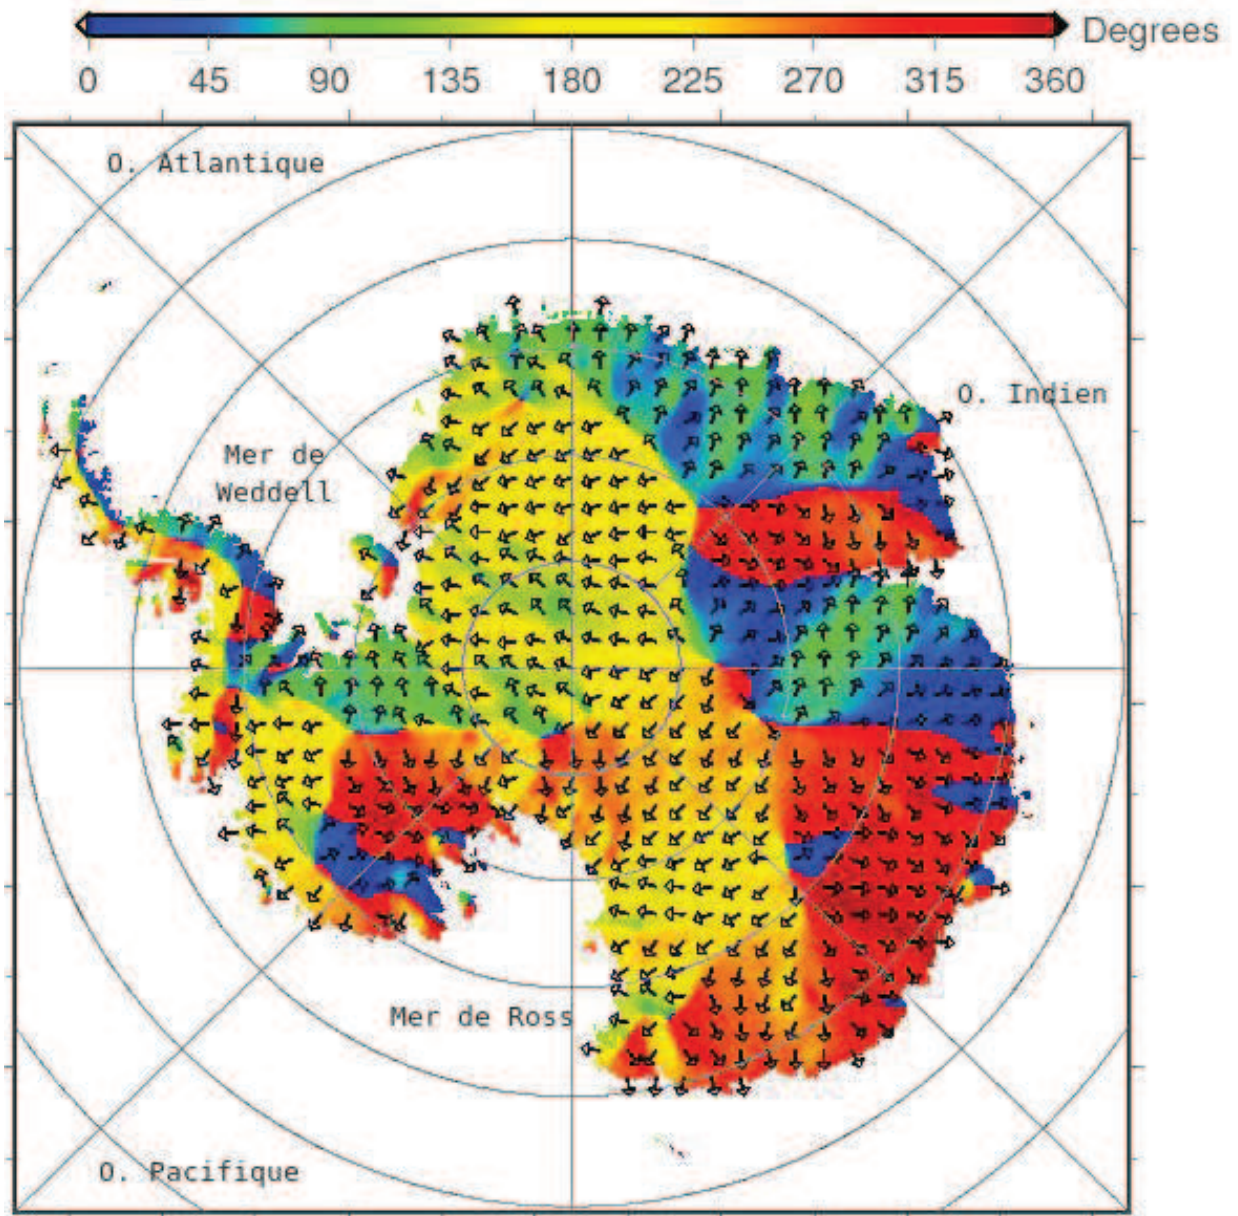 Degrees
0 45 90 135 180 225 270 315 360
O. Atlantique
O. Indien
Mer de
Weddell
Mer de Ross
O. Pacifique